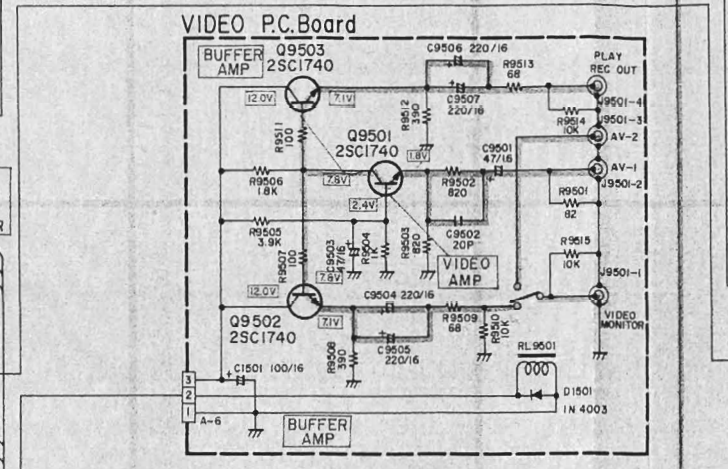 VIDEO P.C.Board
BUFFER
AMP
Q9503
2SC1740
C9506 220/16
R9513
68
PLAY
REC OUT
12.0V
7.1V
C9507
220/16
R9512
390
J9501-4
R9514
10K
J9501-3
AV-2
R9511
100
Q9501
2SC1740
1.8V
C9501
47/16
AV-1
J9501-2
R9506
1.8K
7.8V
R9502
820
R9501
82
2.4V
R9505
3.9K
C9503
47/16
R9504
1K
R9503
820
C9502
20P
R9515
10K
R9507
100
VIDEO
AMP
J9501-1
7.8V
12.0V
C9504 220/16
Q9502
2SC1740
7.1V
R9509
68
R9510
10K
VIDEO
MONITOR
R9508
390
C9505
220/16
RL9501
3
C1501 100/16
2
D1501
1
A-6
1N 4003
BUFFER
AMP
R